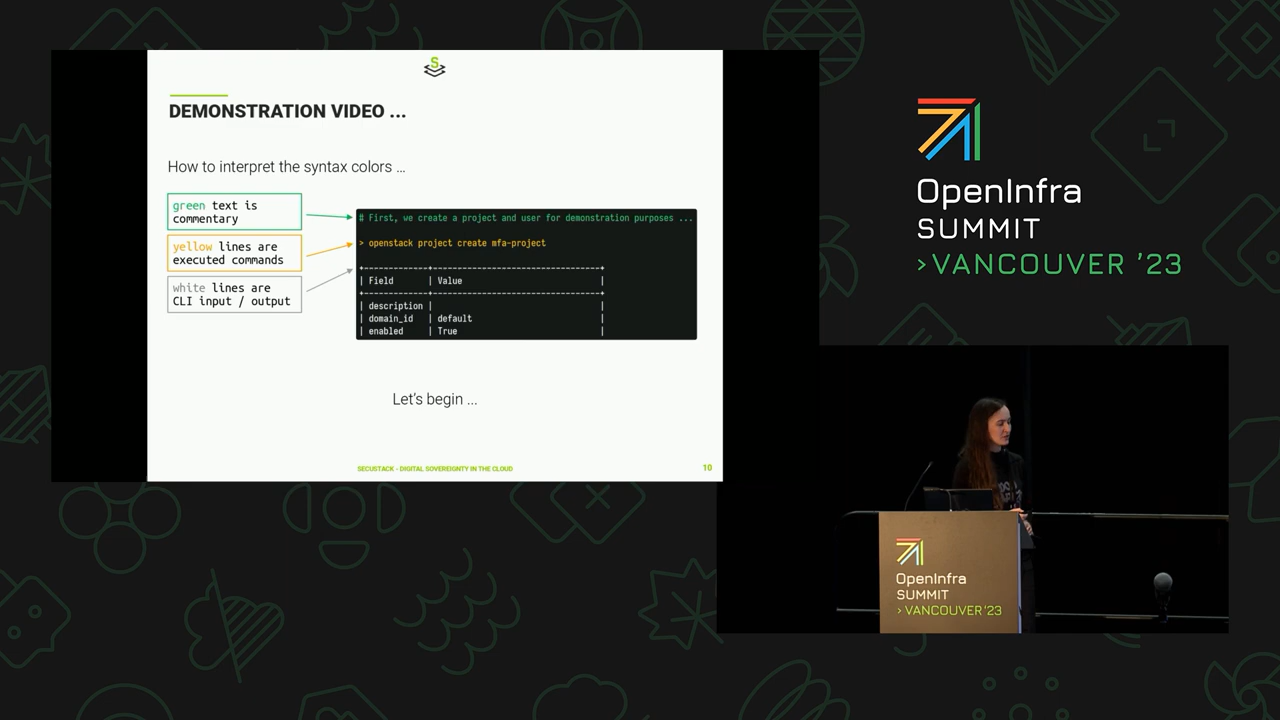 S
DEMONSTRATION VIDEO ...
How to interpret the syntax colors ...
green text is
commentary
yellow lines are
executed commands
white lines are
CLI input / output
# First, we create a project and user for demonstration purposes ...
> openstack project create mfa-project
| Field | Value |
| description | |
| domain_id | default |
| enabled | True |
Let's begin ...
SECUSTACK - DIGITAL SOVEREIGNTY IN THE CLOUD
10
OpenInfra
SUMMIT
>VANCOUVER '23
OpenInfra
SUMMIT
> VANCOUVER '23